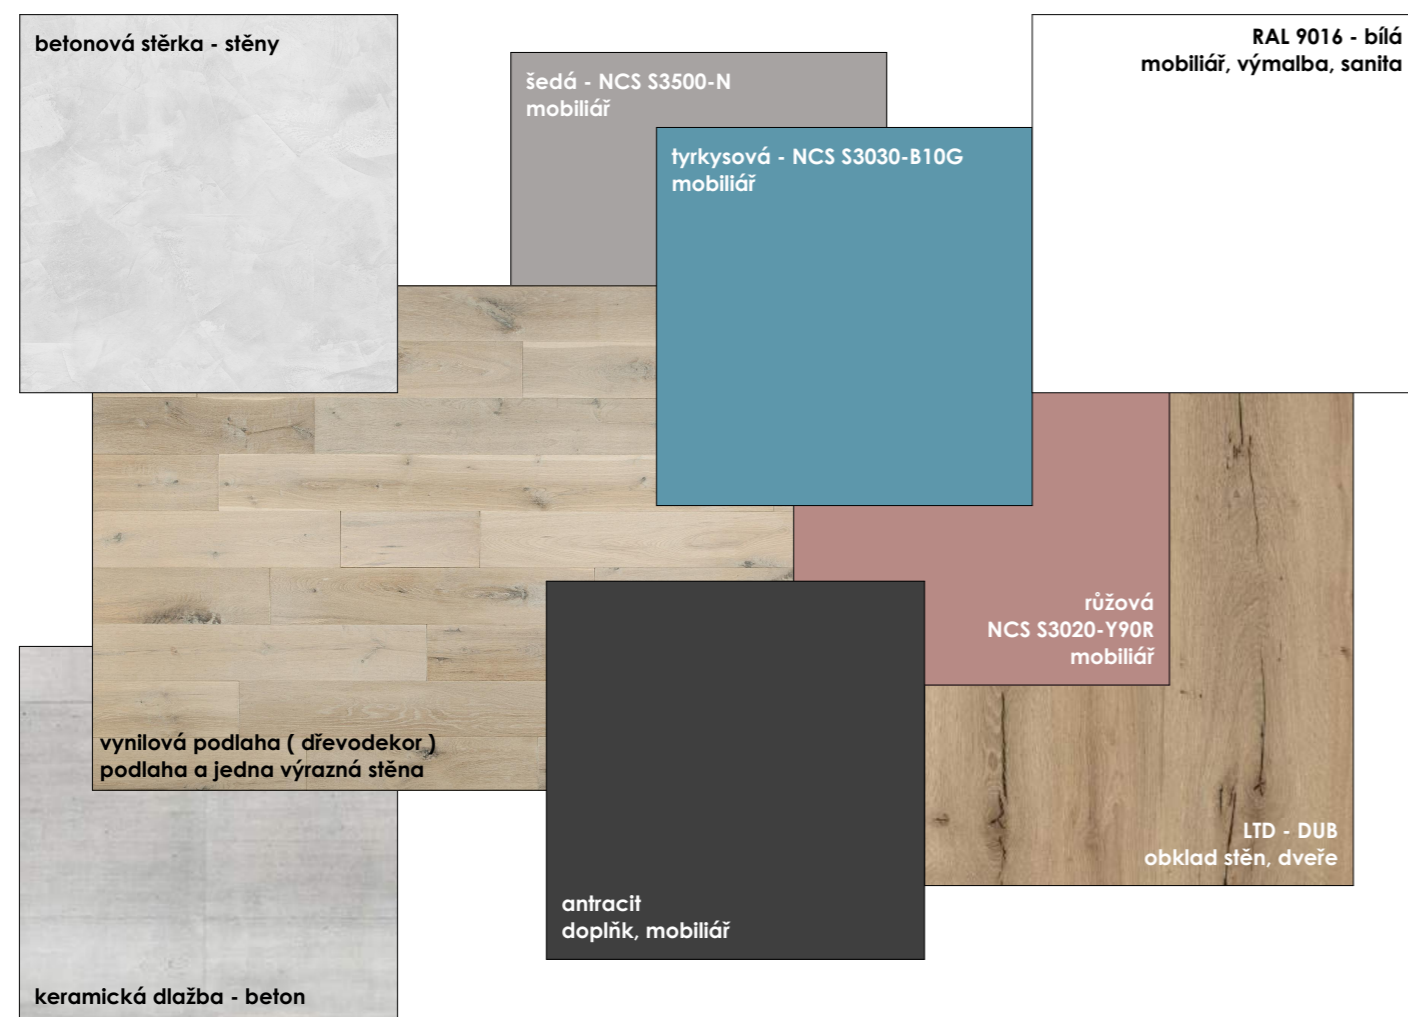 betonová stěrka - stěny
šedá - NCS S3500-N
mobiliář
tyrkysová - NCS S3030-B10G
mobiliář
RAL 9016 - bílá
mobiliář, výmalba, sanita
růžová
NCS S3020-Y90R
mobiliář
vynilová podlaha ( dřevodekor )
podlaha a jedna výrazná stěna
LTD - DUB
obklad stěn, dveře
antracit
doplňk, mobiliář
keramická dlažba - beton